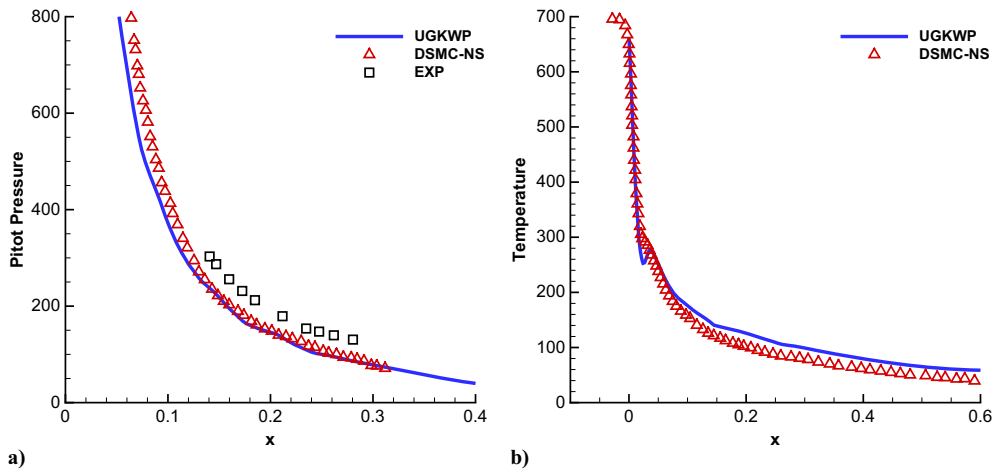 800
600
400
200
0
0
0.1
0.2
0.3
0.4
Pitot Pressure
x
UGKWP
DSMC-NS
EXP
a)
700
600
500
400
300
200
100
0
0
0.2
0.4
0.6
Temperature
x
UGKWP
DSMC-NS
b)